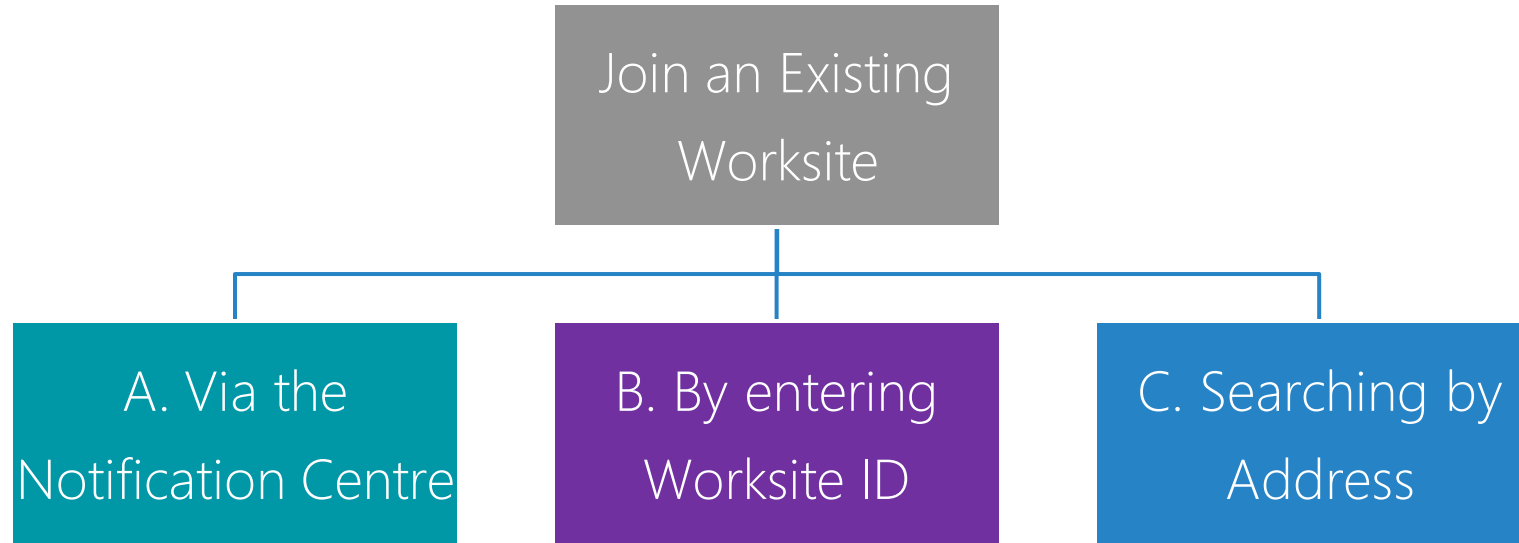 Join an Existing
Worksite
A. Via the
Notification Centre
B. By entering
Worksite ID
C. Searching by
Address